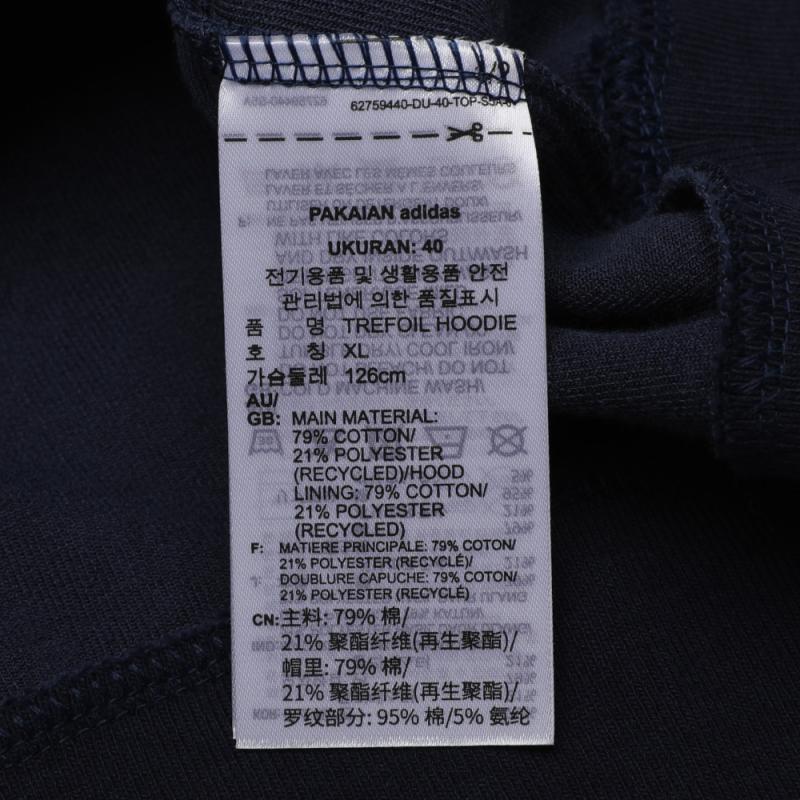 62759440-DU-40-TOP-S5A-
PAKAIAN adidas
UKURAN: 40
전기용품 및 생활용품 안전
관리법에 의한 품질표시
품 명 TREFOIL HOODIE
호 칭 XL
가슴둘레 126cm
AU/
GB: MAIN MATERIAL:
79% COTTON/
21% POLYESTER
(RECYCLED)/HOOD
LINING: 79% COTTON/
21% POLYESTER
(RECYCLED)
F: MATIERE PRINCIPALE: 79% COTON/
21% POLYESTER (RECYCLÉ)/
DOUBLURE CAPUCHE: 79% COTON/
21% POLYESTER (RECYCLÉ)
CN: 主料: 79% 棉/
21% 聚酯纤维(再生聚酯)/
帽里: 79% 棉/
21% 聚酯纤维(再生聚酯)/
罗纹部分: 95% 棉/5% 氨纶